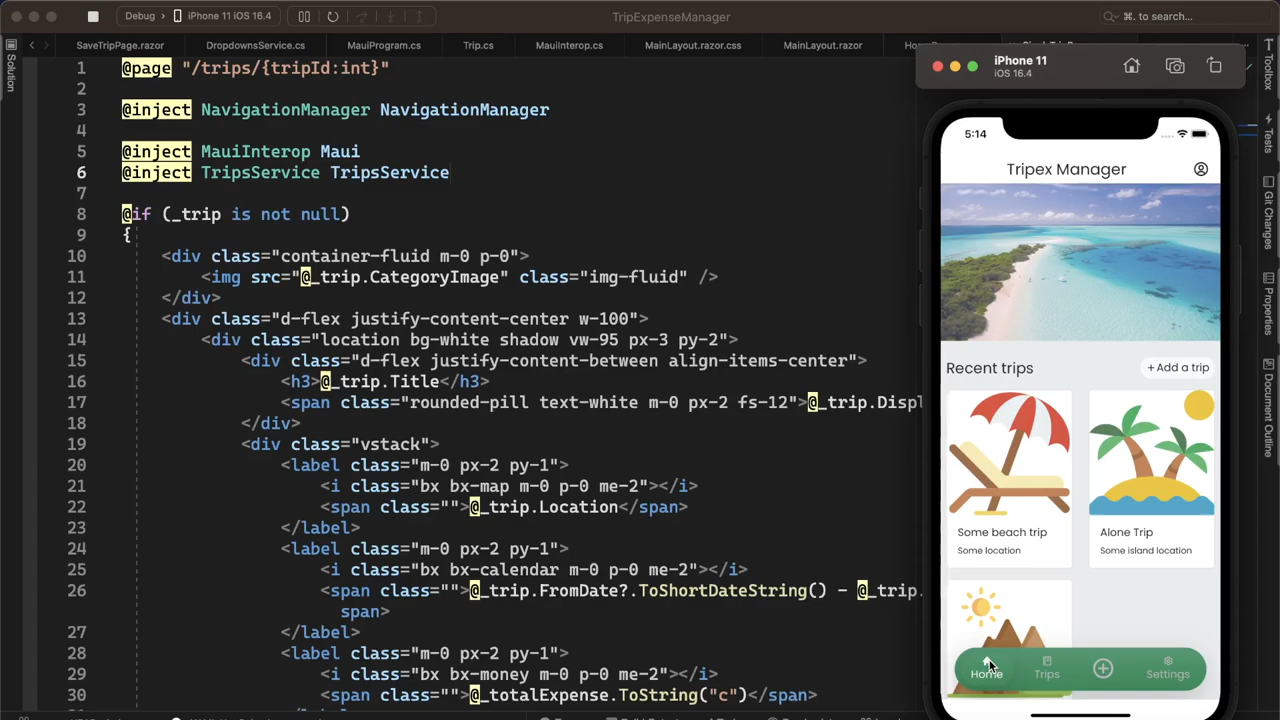 Debug
iPhone 11 iOS 16.4
TripExpenseManager
⌘. to search...
Solution
SaveTripPage.razor
DropdownsService.cs
MauiProgram.cs
Trip.cs
MauiInterop.cs
MainLayout.razor.css
MainLayout.razor
1 @page "/trips/{tripId:int}"
2
3 @inject NavigationManager NavigationManager
4
5 @inject MauiInterop Maui
6 @inject TripsService TripsService
7
8 @if (_trip is not null)
9 {
10 <div class="container-fluid m-0 p-0">
11 <img src="@_trip.CategoryImage" class="img-fluid" />
12 </div>
13 <div class="d-flex justify-content-center w-100">
14 <div class="location bg-white shadow vw-95 px-3 py-2">
15 <div class="d-flex justify-content-between align-items-center">
16 <h3>@_trip.Title</h3>
17 <span class="rounded-pill text-white m-0 px-2 fs-12">@_trip.Displ
18 </div>
19 <div class="vstack">
20 <label class="m-0 px-2 py-1">
21 <i class="bx bx-map m-0 p-0 me-2"></i>
22 <span class="">@_trip.Location</span>
23 </label>
24 <label class="m-0 px-2 py-1">
25 <i class="bx bx-calendar m-0 p-0 me-2"></i>
26 <span class="">@_trip.FromDate?.ToShortDateString() - @_trip.
span>
27 </label>
28 <label class="m-0 px-2 py-1">
29 <i class="bx bx-money m-0 p-0 me-2"></i>
30 <span class="">@_totalExpense.ToString("c")</span>
iPhone 11
iOS 16.4
5:14
Tripex Manager
Recent trips
+ Add a trip
Some beach trip
Some location
Alone Trip
Some island location
Home
Trips
Settings
Toolbox
Tests
Git Changes
Properties
Document Outline